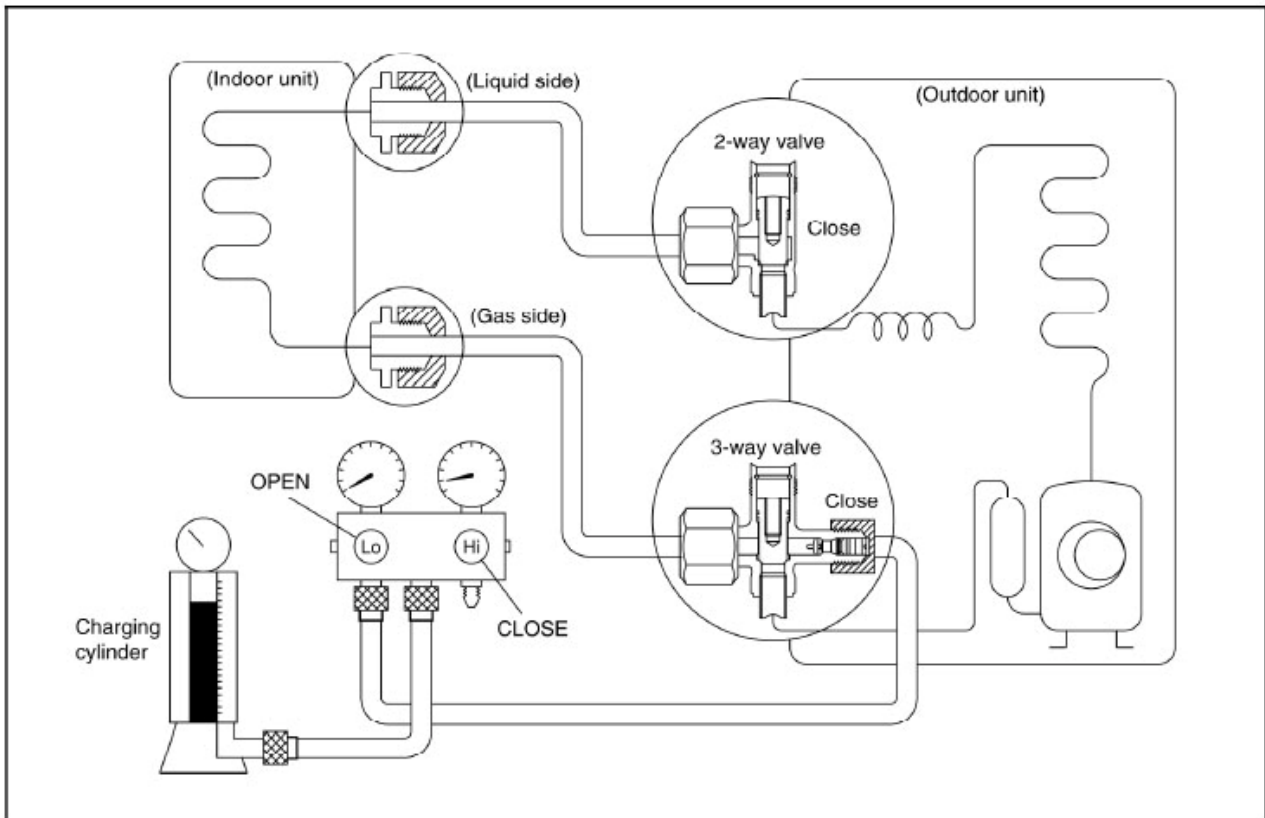 (Indoor unit)
(Liquid side)
(Outdoor unit)
2-way valve
Close
(Gas side)
3-way valve
Close
OPEN
Lo
Hi
CLOSE
Charging
cylinder